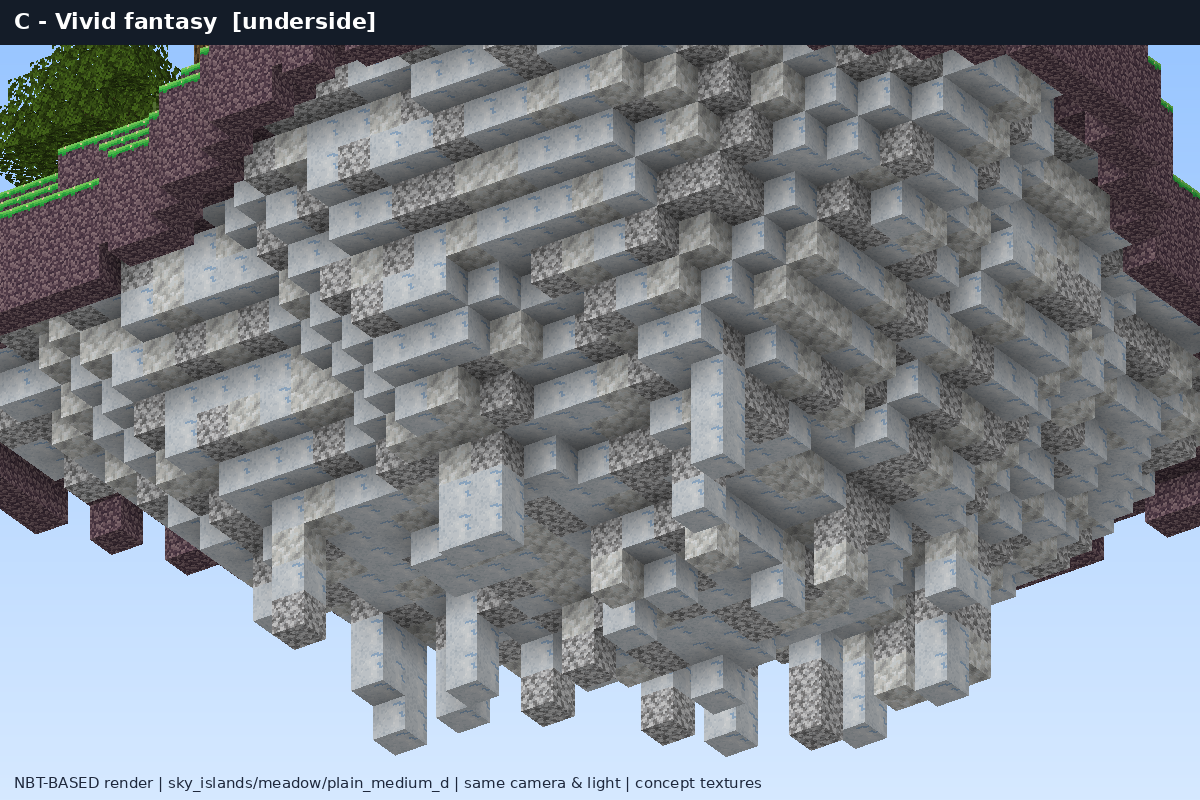 C - Vivid fantasy  [underside]
NBT-BASED render | sky_islands/meadow/plain_medium_d | same camera & light | concept textures